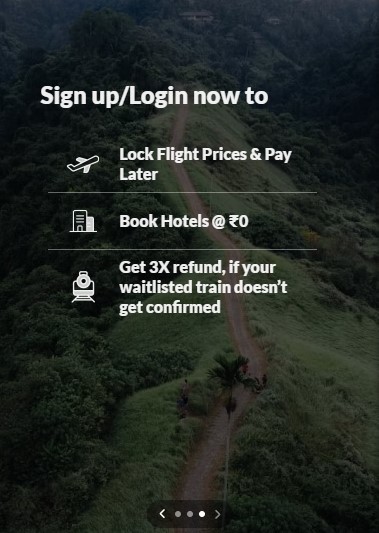 Sign up/Login now to
Lock Flight Prices & Pay
Later
Book Hotels @ ₹0
Get 3X refund, if your
waitlisted train doesn't
get confirmed